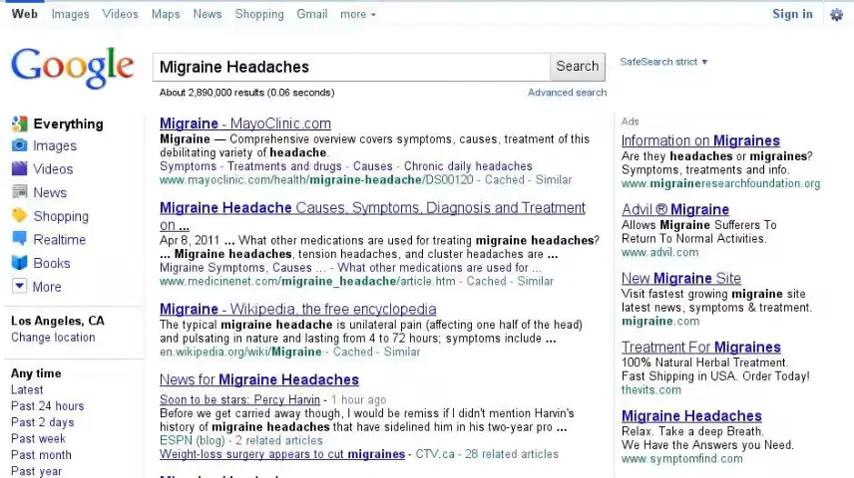 Web Images Videos Maps News Shopping Gmail more Sign in
Google
Migraine Headaches Search
SafeSearch strict ▼
About 2,890,000 results (0.06 seconds) Advanced search
Everything
Images
Videos
News
Shopping
Realtime
Books
More
Los Angeles, CA
Change location
Any time
Latest
Past 24 hours
Past 2 days
Past week
Past month
Past year
Migraine - MayoClinic.com
Migraine — Comprehensive overview covers symptoms, causes, treatment of this
debilitating variety of headache.
Symptoms - Treatments and drugs - Causes - Chronic daily headaches
www.mayoclinic.com/health/migraine-headache/DS00120 - Cached - Similar
Migraine Headache Causes, Symptoms, Diagnosis and Treatment
on ...
Apr 8, 2011 ... What other medications are used for treating migraine headaches?
... Migraine headaches, tension headaches, and cluster headaches are ...
Migraine Symptoms, Causes ... - What other medications are used for ...
www.medicinenet.com/migraine_headache/article.htm - Cached - Similar
Migraine - Wikipedia, the free encyclopedia
The typical migraine headache is unilateral pain (affecting one half of the head)
and pulsating in nature and lasting from 4 to 72 hours; symptoms include ...
en.wikipedia.org/wiki/Migraine - Cached - Similar
News for Migraine Headaches
Soon to be stars: Percy Harvin - 1 hour ago
Before we get carried away though, I would be remiss if I didn't mention Harvin's
history of migraine headaches that have sidelined him in his two-year pro ...
ESPN (blog) - 2 related articles
Weight-loss surgery appears to cut migraines - CTV.ca - 28 related articles
Ads
Information on Migraines
Are they headaches or migraines?
Symptoms, treatments and info.
www.migraineresearchfoundation.org
Advil ® Migraine
Allows Migraine Sufferers To
Return To Normal Activities.
www.advil.com
New Migraine Site
Visit fastest growing migraine site
latest news, symptoms & treatment.
migraine.com
Treatment For Migraines
100% Natural Herbal Treatment.
Fast Shipping in USA. Order Today!
thevits.com
Migraine Headaches
Relax. Take a deep Breath.
We Have the Answers you Need.
www.symptomfind.com